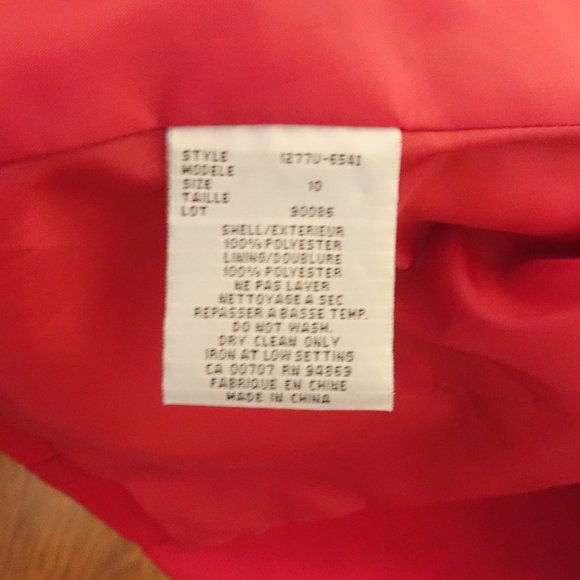 STYLE 1277U-6541
MODELE
SIZE 10
TAILLE
LOT 90086
SHELL/EXTERIEUR
100% POLYESTER
LINING/DOUBLURE
100% POLYESTER
NE PAS LAVER
NETTOYAGE A SEC
REPASSER A BASSE TEMP.
DO NOT WASH.
DRY CLEAN ONLY
IRON AT LOW SETTING
CA 00707 RN 94869
FABRIQUE EN CHINE
MADE IN CHINA